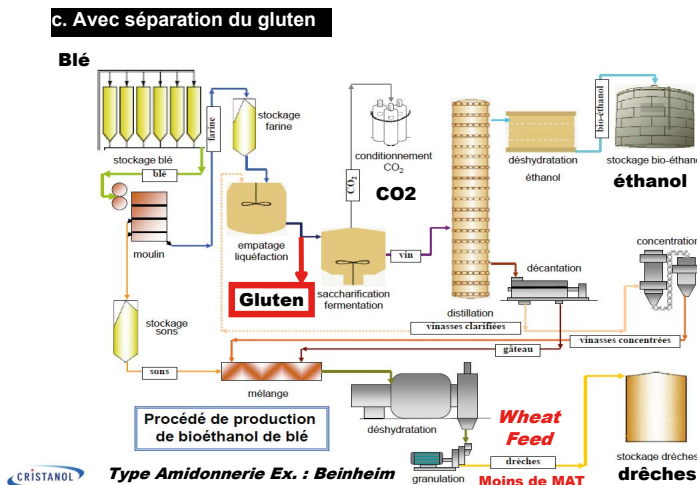 c. Avec séparation du gluten
Blé
stockage blé
blé
farine
stockage
farine
moulin
empatage
liquéfaction
Gluten
CO2
conditionnement
CO2
CO2
saccharification
fermentation
vin
distillation
déshydratation
éthanol
bio-éthanol
stockage bio-éthan
éthanol
décantation
concentration
vinasses clarifiées
vinasses concentrées
gâteau
stockage
sons
sons
mélange
déshydratation
Procédé de production
de bioéthanol de blé
Wheat
Feed
granulation
drèches
Moins de MAT
stockage drèches
drêches
CRISTANOL
Type Amidonnerie Ex. : Beinheim